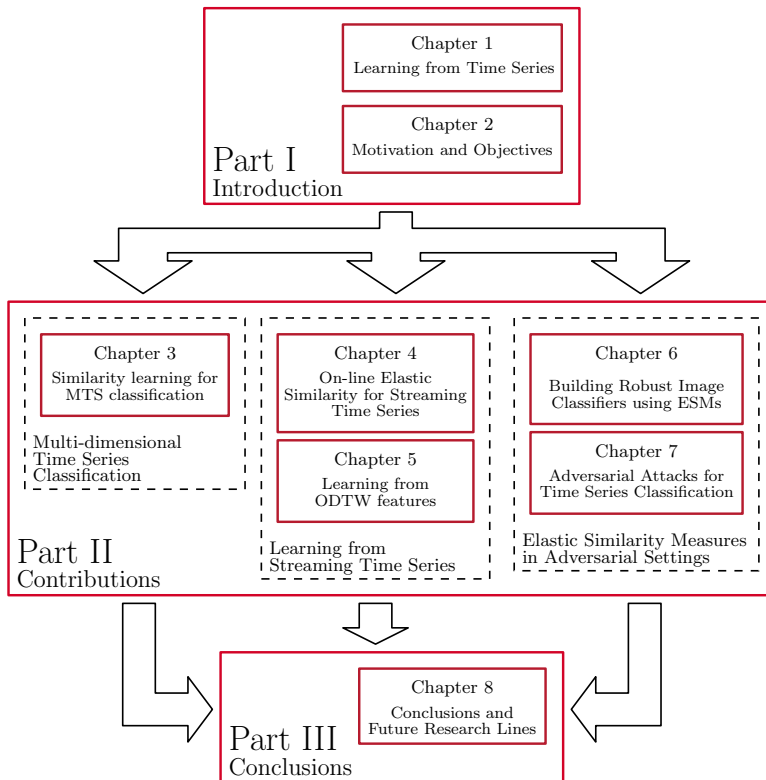 Chapter 1
Learning from Time Series
Chapter 2
Motivation and Objectives
Part I
Introduction
Chapter 3
Similarity learning for
MTS classification
Multi-dimensional
Time Series
Classification
Chapter 4
On-line Elastic
Similarity for Streaming
Time Series
Chapter 5
Learning from
ODTW features
Learning from
Streaming Time Series
Chapter 6
Building Robust Image
Classifiers using ESMs
Chapter 7
Adversarial Attacks for
Time Series Classification
Elastic Similarity Measures
in Adversarial Settings
Part II
Contributions
Chapter 8
Conclusions and
Future Research Lines
Part III
Conclusions